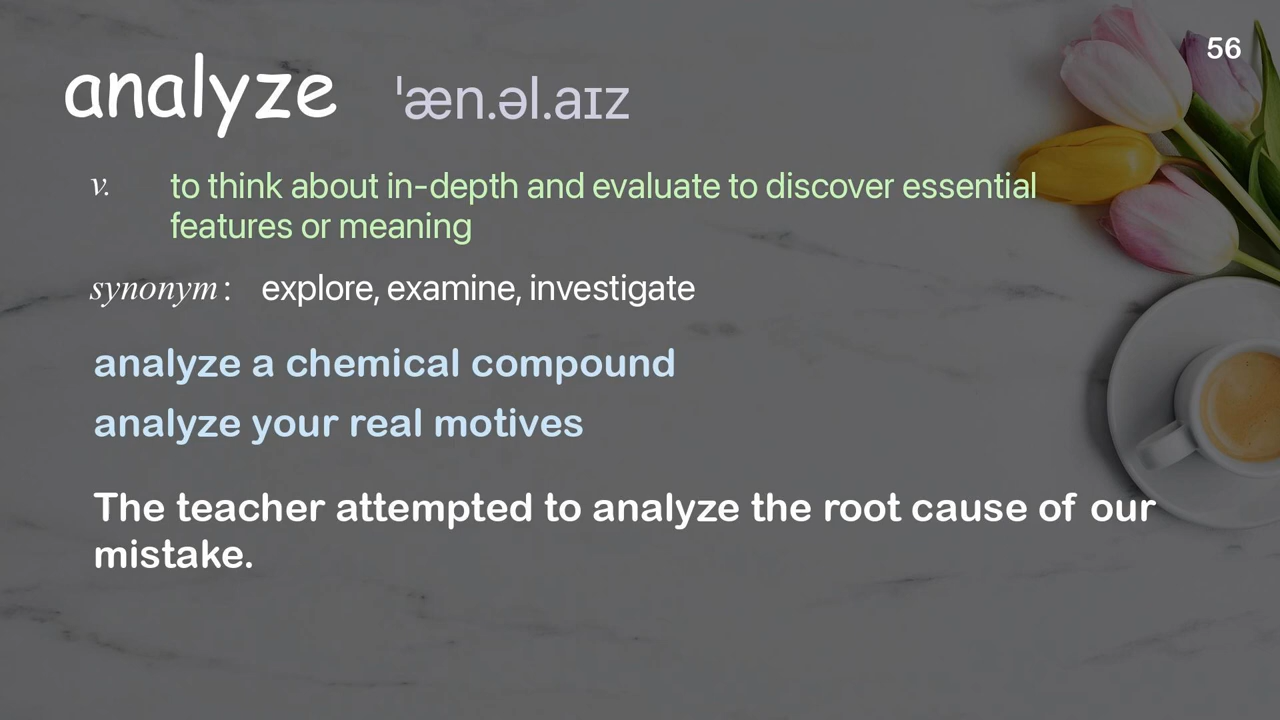 56
analyze ˈæn.əl.aɪz
v. to think about in-depth and evaluate to discover essential
features or meaning
synonym: explore, examine, investigate
analyze a chemical compound
analyze your real motives
The teacher attempted to analyze the root cause of our
mistake.